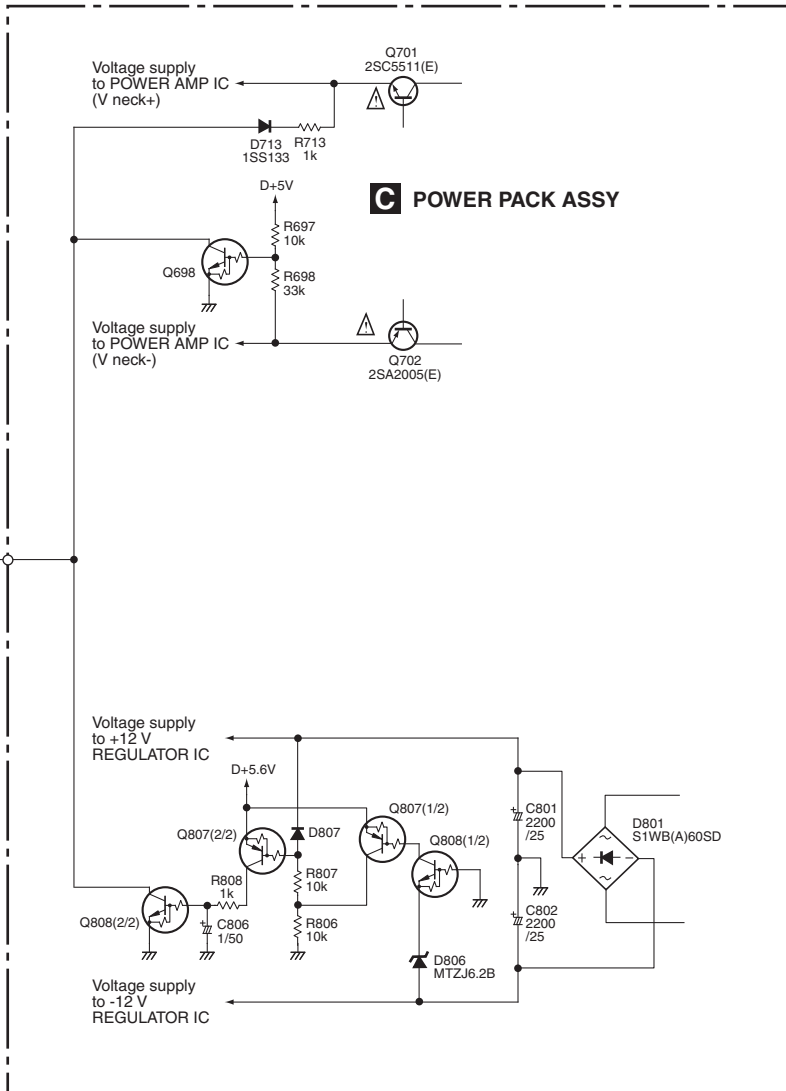 Q701
2SC5511(E)
Voltage supply
to POWER AMP IC
(V neck+)
D713
1SS133
R713
1k
C POWER PACK ASSY
D+5V
R697
10k
Q698
R698
33k
Voltage supply
to POWER AMP IC
(V neck-)
Q702
2SA2005(E)
Voltage supply
to +12 V
REGULATOR IC
D+5.6V
Q807(1/2)
C801
2200
/25
D801
S1WB(A)60SD
Q807(2/2)
D807
Q808(1/2)
+
-
R808
1k
R807
10k
Q808(2/2)
C806
1/50
R806
10k
C802
2200
/25
D806
MTZJ6.2B
Voltage supply
to -12 V
REGULATOR IC